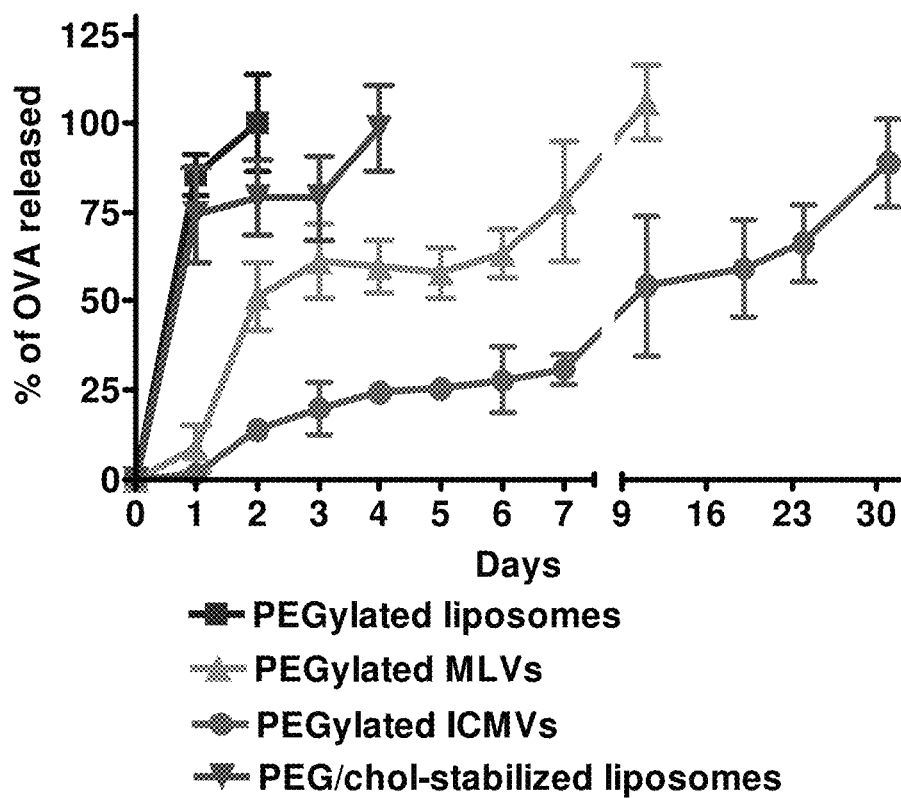 % of OVA released
125
100
75
50
25
0
0 1 2 3 4 5 6 7 9 16 23 30
Days
PEGylated liposomes
PEGylated MLVs
PEGylated ICMVs
PEG/chol-stabilized liposomes